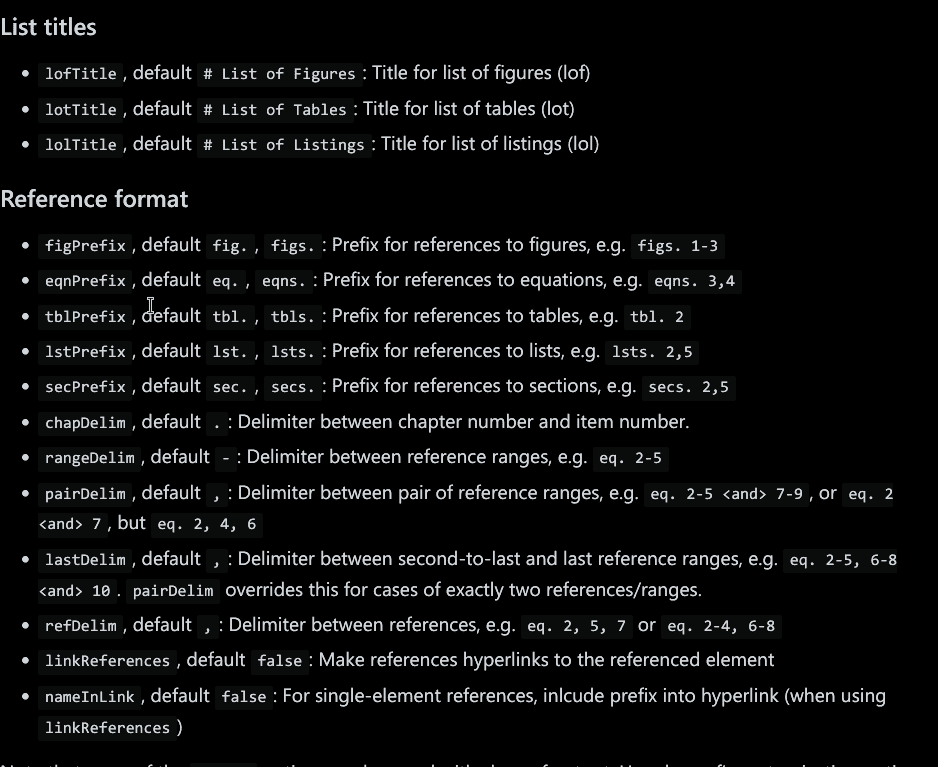 List titles
lofTitle , default # List of Figures : Title for list of figures (lof)
lotTitle , default # List of Tables : Title for list of tables (lot)
lolTitle , default # List of Listings : Title for list of listings (lol)
Reference format
figPrefix , default fig. , figs. : Prefix for references to figures, e.g. figs. 1-3
eqnPrefix , default eq. , eqns. : Prefix for references to equations, e.g. eqns. 3,4
tblPrefix , default tbl. , tbls. : Prefix for references to tables, e.g. tbl. 2
lstPrefix , default lst. , lsts. : Prefix for references to lists, e.g. lsts. 2,5
secPrefix , default sec. , secs. : Prefix for references to sections, e.g. secs. 2,5
chapDelim , default . : Delimiter between chapter number and item number.
rangeDelim , default - : Delimiter between reference ranges, e.g. eq. 2-5
pairDelim , default , : Delimiter between pair of reference ranges, e.g. eq. 2-5 <and> 7-9 , or eq. 2
<and> 7 , but eq. 2, 4, 6
lastDelim , default , : Delimiter between second-to-last and last reference ranges, e.g. eq. 2-5, 6-8
<and> 10 . pairDelim overrides this for cases of exactly two references/ranges.
refDelim , default , : Delimiter between references, e.g. eq. 2, 5, 7 or eq. 2-4, 6-8
linkReferences , default false : Make references hyperlinks to the referenced element
nameInLink , default false : For single-element references, inlcude prefix into hyperlink (when using
linkReferences )